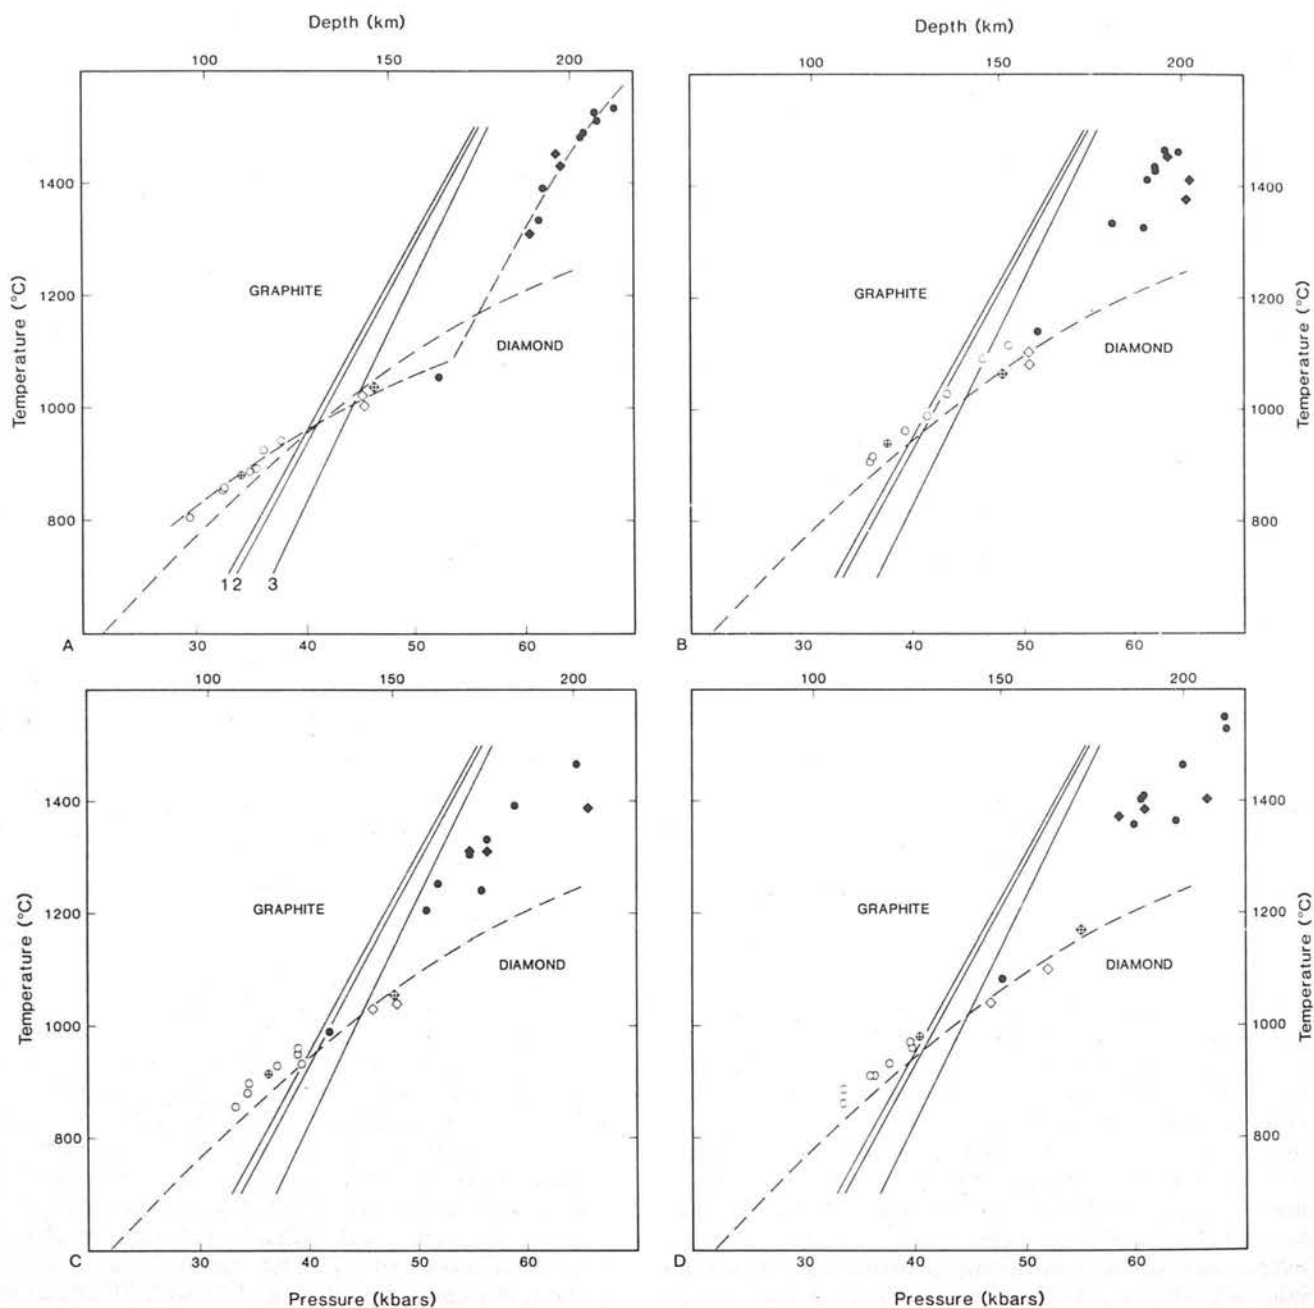 Depth (km)
100 150 200
1400
1200
1000
800
Temperature (°C)
GRAPHITE
DIAMOND
1 2 3
A
30 40 50 60
Depth (km)
100 150 200
GRAPHITE
DIAMOND
1400
1200
1000
800
Temperature (°C)
B
30 40 50 60
100 150 200
1400
1200
1000
800
Temperature (°C)
GRAPHITE
DIAMOND
C
30 40 50 60
Pressure (kbars)
100 150 200
GRAPHITE
DIAMOND
1400
1200
1000
800
Temperature (°C)
D
30 40 50 60
Pressure (kbars)